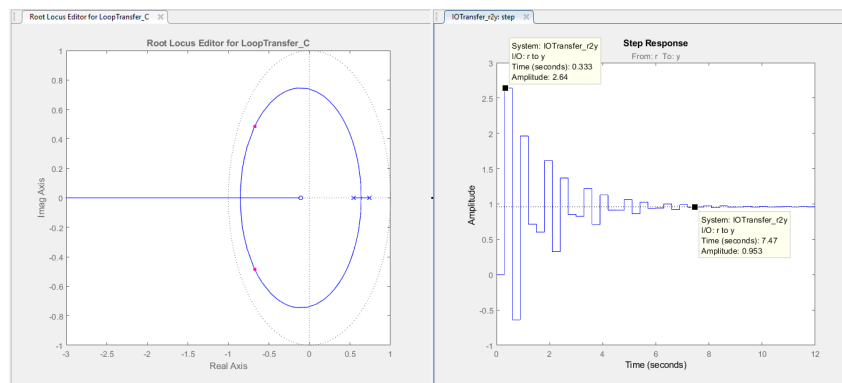 Root Locus Editor for LoopTransfer_C
Root Locus Editor for LoopTransfer_C
1
0.8
0.6
0.4
0.2
0
-0.2
-0.4
-0.6
-0.8
-1
Imag Axis
-3
-2.5
-2
-1.5
-1
-0.5
0
0.5
1
Real Axis
IOTransfer_r2y: step
Step Response
From: r To: y
System: IOTransfer_r2y
I/O: r to y
Time (seconds): 0.333
Amplitude: 2.64
3
2.5
2
1.5
1
0.5
0
-0.5
-1
Amplitude
System: IOTransfer_r2y
I/O: r to y
Time (seconds): 7.47
Amplitude: 0.953
0
2
4
6
8
10
12
Time (seconds)